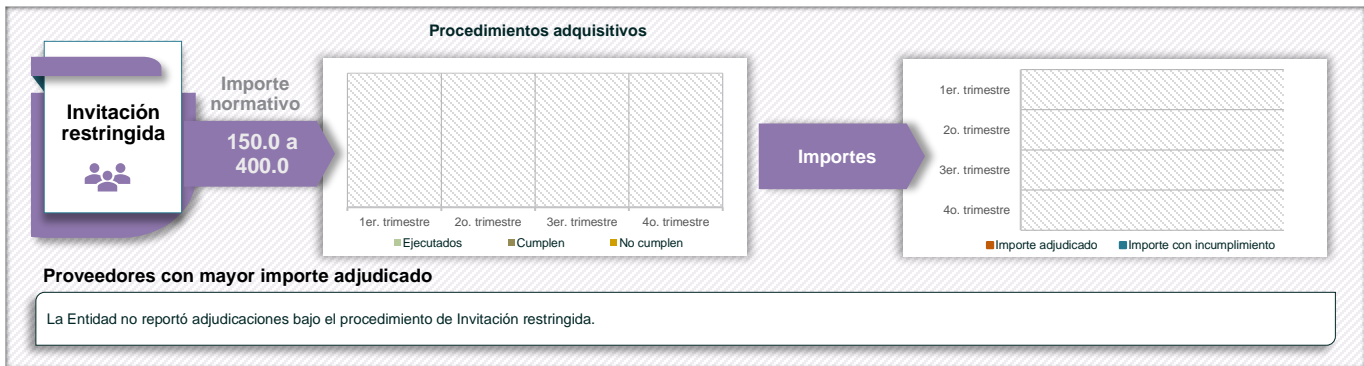 Procedimientos adquisitivos
Invitación
restringida
Importe
normativo
150.0 a
400.0
1er. trimestre 2o. trimestre 3er. trimestre 4o. trimestre
Ejecutados Cumplen No cumplen
Importes
1er. trimestre
2o. trimestre
3er. trimestre
4o. trimestre
Importe adjudicado Importe con incumplimiento
Proveedores con mayor importe adjudicado
La Entidad no reportó adjudicaciones bajo el procedimiento de Invitación restringida.